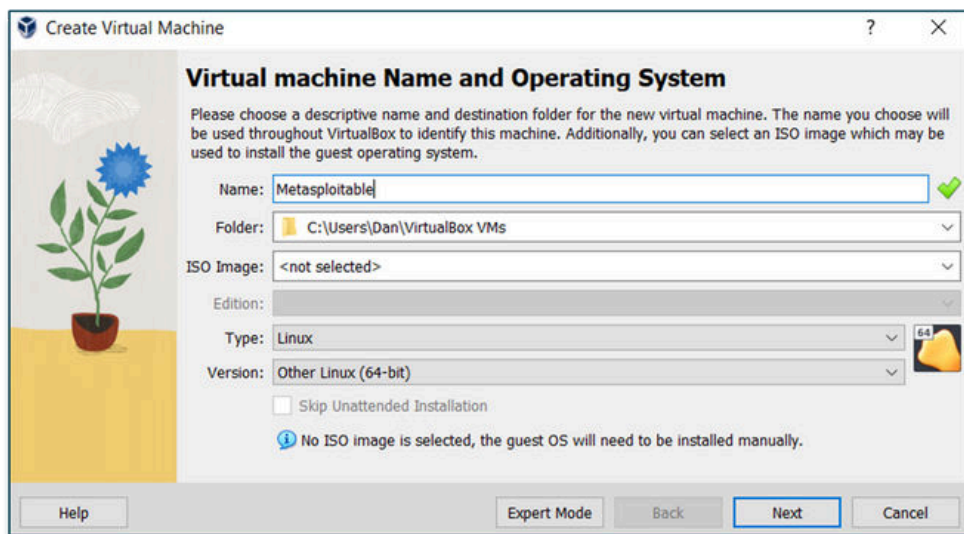 Create Virtual Machine
?
Virtual machine Name and Operating System
Please choose a descriptive name and destination folder for the new virtual machine. The name you choose will
be used throughout VirtualBox to identify this machine. Additionally, you can select an ISO image which may be
used to install the guest operating system.
Name: Metasploitable
Folder: C:\Users\Dan\VirtualBox VMs
ISO Image: <not selected>
Edition:
Type: Linux
64
Version: Other Linux (64-bit)
Skip Unattended Installation
No ISO image is selected, the guest OS will need to be installed manually.
Help Expert Mode Back Next Cancel